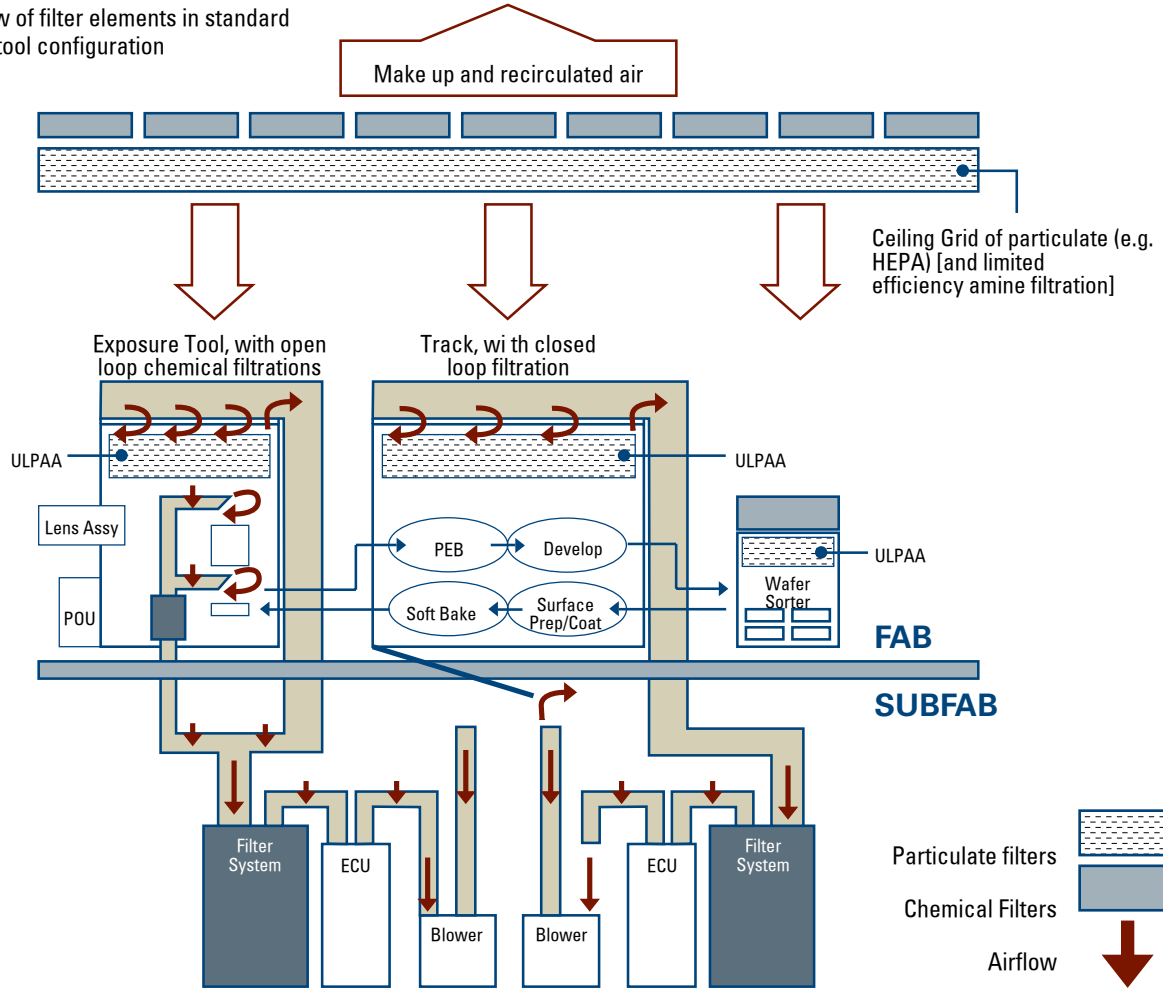 w of filter elements in standard
tool configuration
Make up and recirculated air
Ceiling Grid of particulate (e.g.
HEPA) [and limited
efficiency amine filtration]
Exposure Tool, with open
loop chemical filtrations
Track, wi th closed
loop filtration
ULPAA
ULPAA
Lens Assy
PEB
Develop
ULPAA
POU
Soft Bake
Surface
Prep/Coat
Wafer
Sorter
FAB
SUBFAB
Filter
System
ECU
Blower
Blower
ECU
Filter
System
Particulate filters
Chemical Filters
Airflow